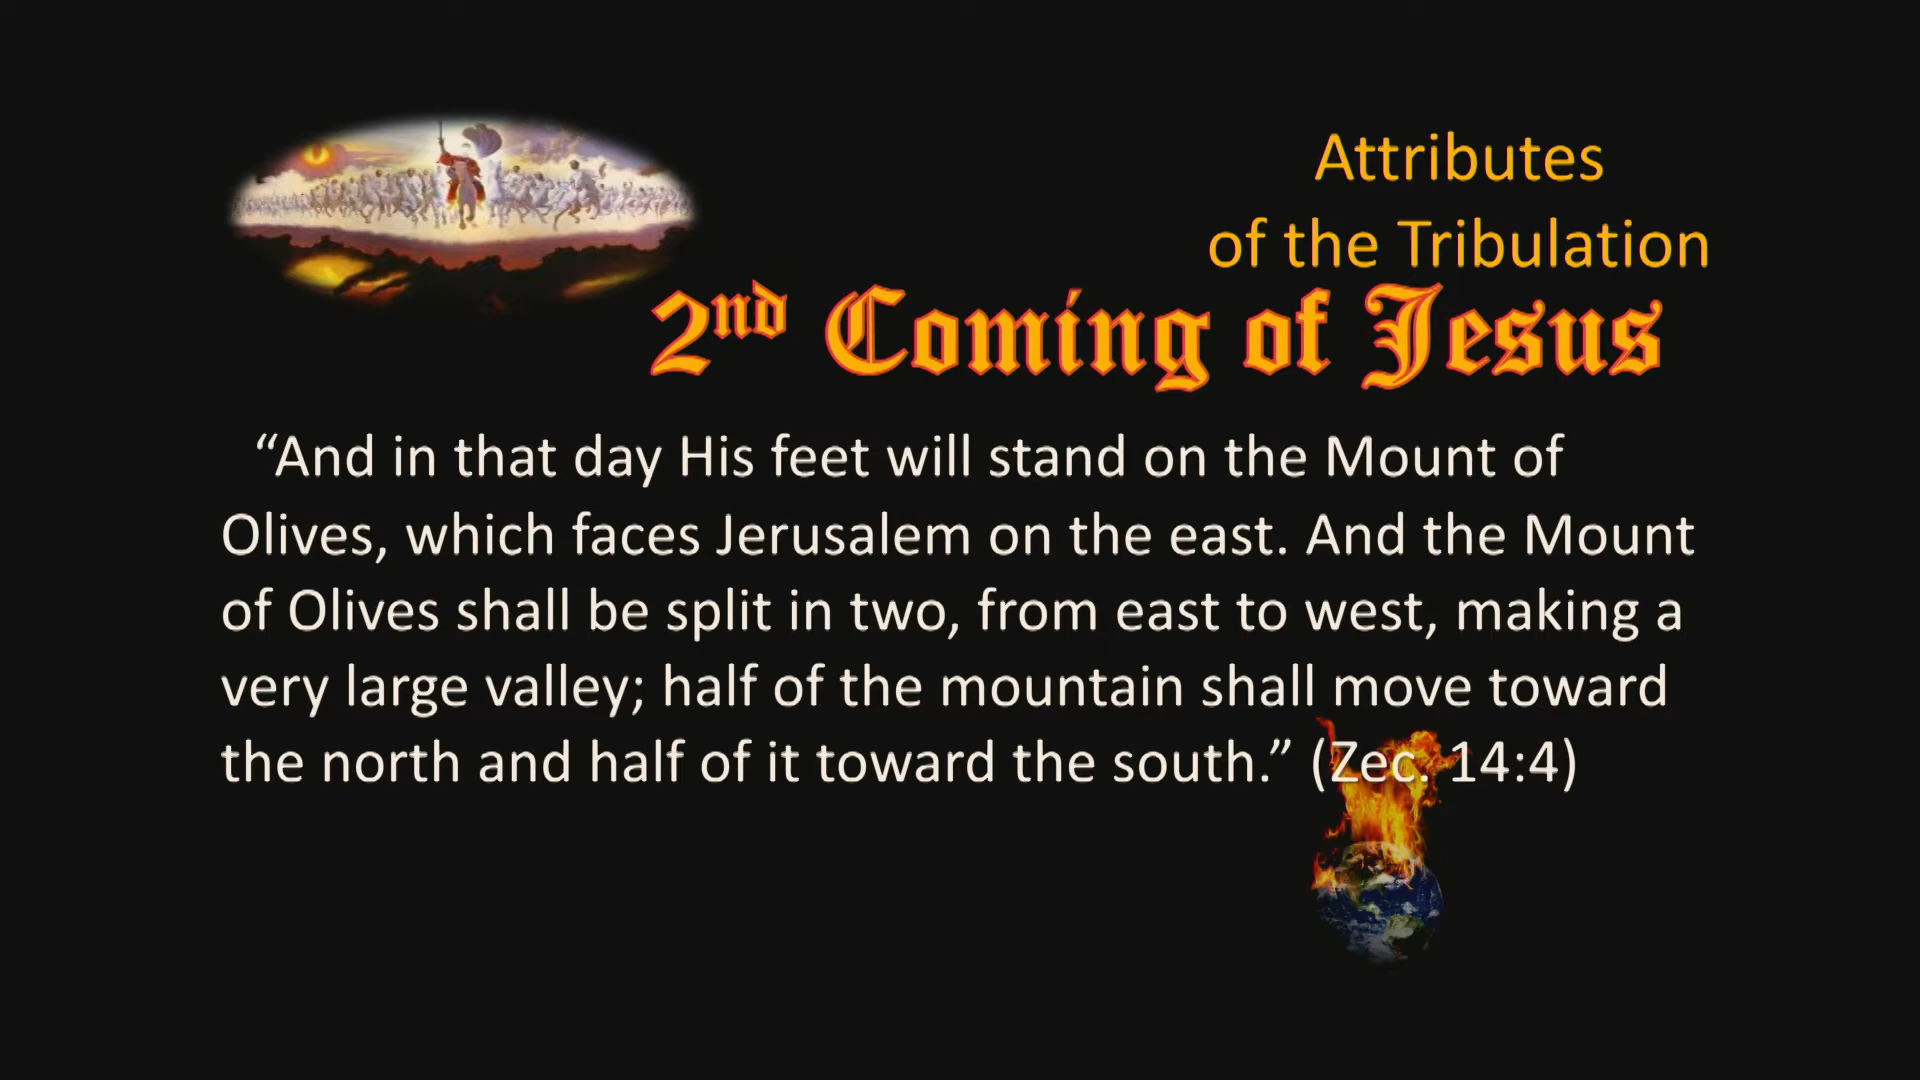 Attributes
of the Tribulation
2nd Coming of Jesus
“And in that day His feet will stand on the Mount of
Olives, which faces Jerusalem on the east. And the Mount
of Olives shall be split in two, from east to west, making a
very large valley; half of the mountain shall move toward
the north and half of it toward the south.” (Zec. 14:4)